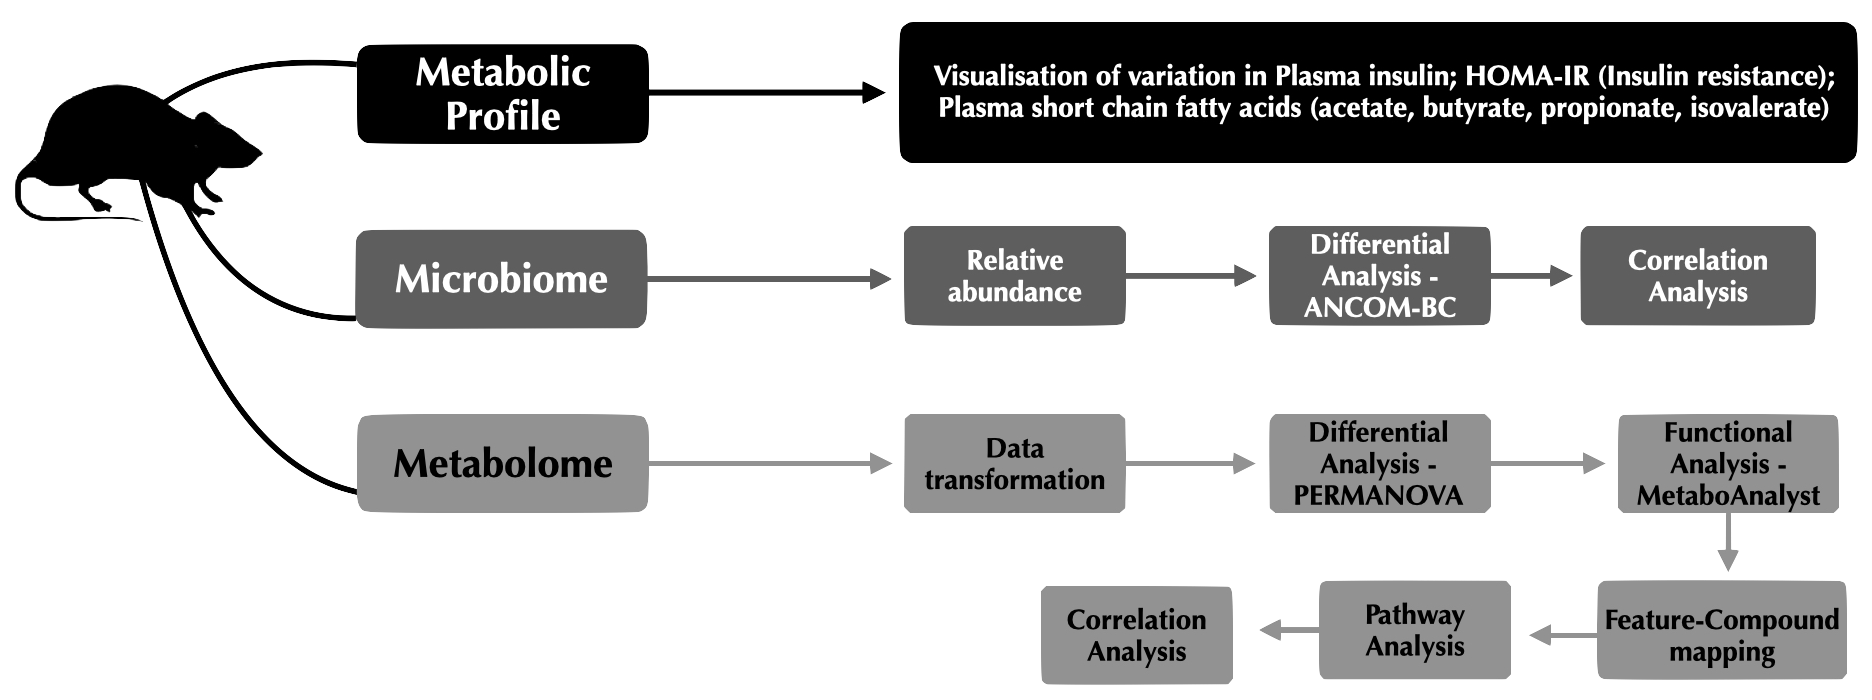 Metabolic
Profile
Visualisation of variation in Plasma insulin; HOMA-IR (Insulin resistance);
Plasma short chain fatty acids (acetate, butyrate, propionate, isovalerate)
Microbiome
Relative
abundance
Differential
Analysis -
ANCOM-BC
Correlation
Analysis
Metabolome
Data
transformation
Differential
Analysis -
PERMANOVA
Functional
Analysis -
MetaboAnalyst
Feature-Compound
mapping
Pathway
Analysis
Correlation
Analysis